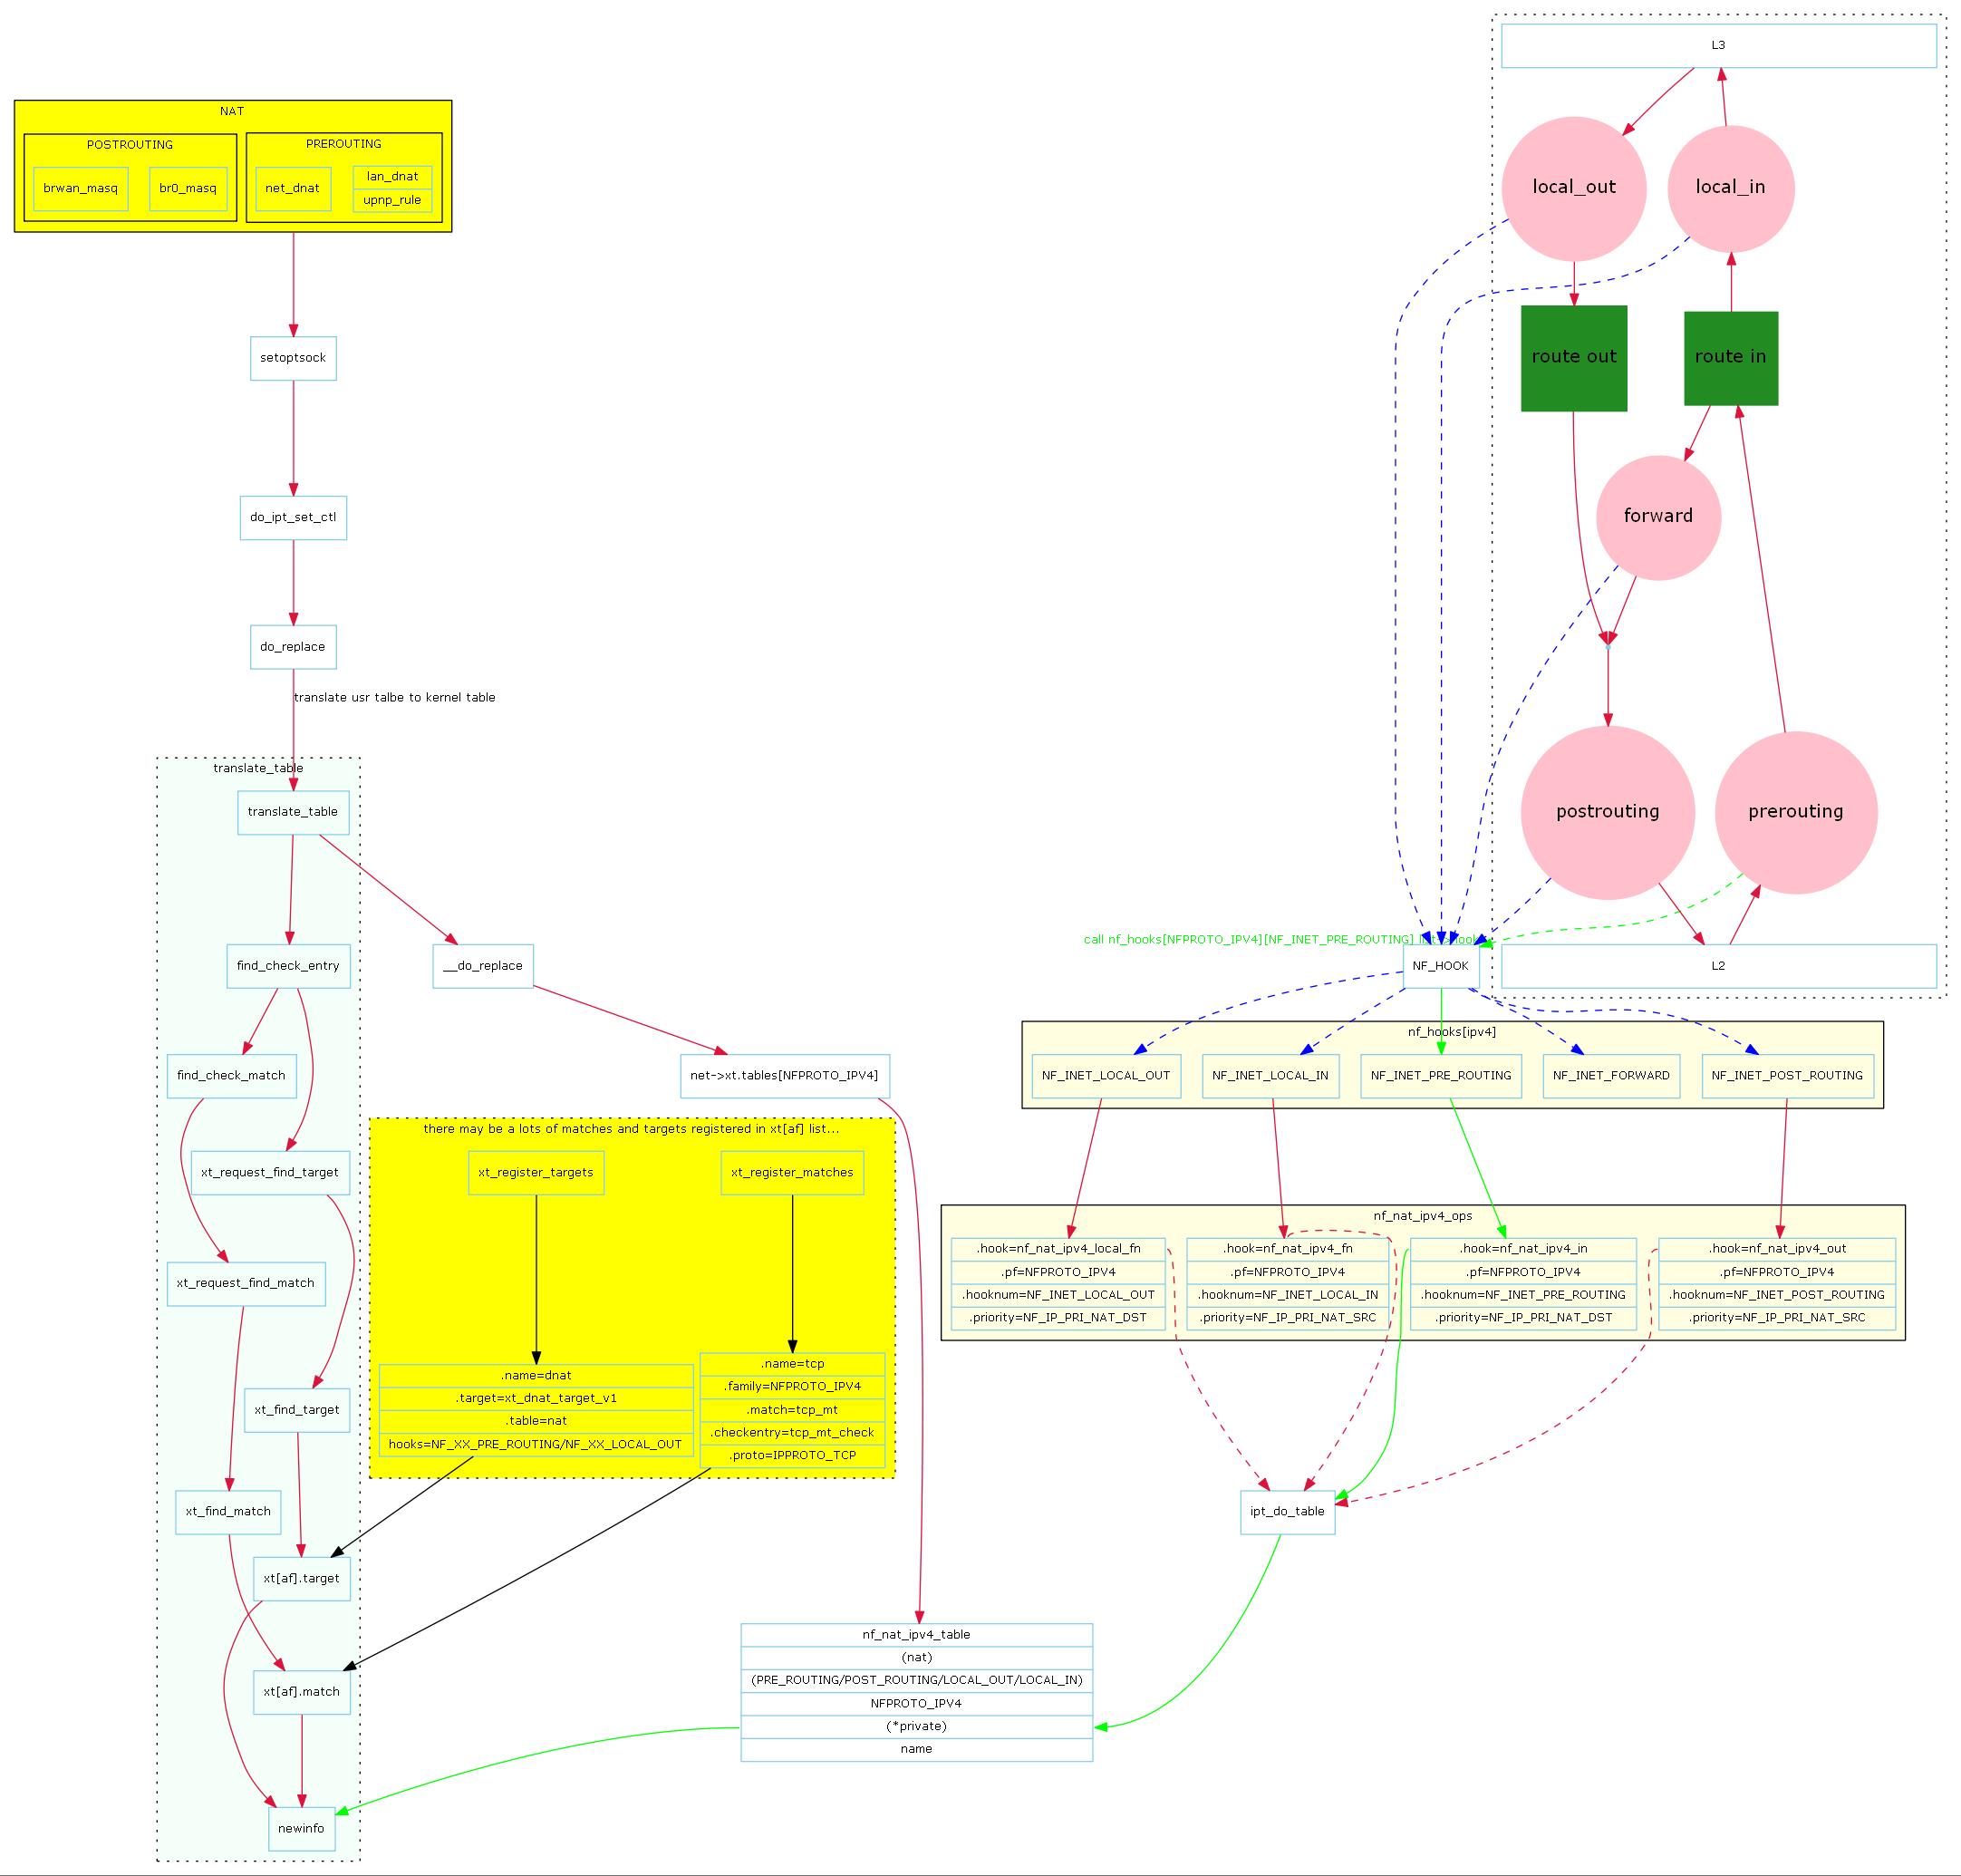 L3
NAT
POSTROUTING
brwan_masq
br0_masq
PREROUTING
net_dnat
lan_dnat
upnp_rule
local_out
local_in
setoptsock
route out
route in
do_ipt_set_ctl
forward
do_replace
translate usr talbe to kernel table
translate_table
translate_table
postrouting
prerouting
call nf_hooks[NFPROTO_IPV4][NF_INET_PRE_ROUTING]
find_check_entry
__do_replace
NF_HOOK
L2
nf_hooks[ipv4]
find_check_match
net->xt.tables[NFPROTO_IPV4]
NF_INET_LOCAL_OUT
NF_INET_LOCAL_IN
NF_INET_PRE_ROUTING
NF_INET_FORWARD
NF_INET_POST_ROUTING
there may be a lots of matches and targets registered in xt[af] list...
xt_request_find_target
xt_register_targets
xt_register_matches
nf_nat_ipv4_ops
.hook=nf_nat_ipv4_local_fn
.pf=NFPROTO_IPV4
.hooknum=NF_INET_LOCAL_OUT
.priority=NF_IP_PRI_NAT_DST
.hook=nf_nat_ipv4_fn
.pf=NFPROTO_IPV4
.hooknum=NF_INET_LOCAL_IN
.priority=NF_IP_PRI_NAT_SRC
.hook=nf_nat_ipv4_in
.pf=NFPROTO_IPV4
.hooknum=NF_INET_PRE_ROUTING
.priority=NF_IP_PRI_NAT_DST
.hook=nf_nat_ipv4_out
.pf=NFPROTO_IPV4
.hooknum=NF_INET_POST_ROUTING
.priority=NF_IP_PRI_NAT_SRC
xt_request_find_match
.name=dnat
.target=xt_dnat_target_v1
.table=nat
hooks=NF_XX_PRE_ROUTING/NF_XX_LOCAL_OUT
.name=tcp
.family=NFPROTO_IPV4
.match=tcp_mt
.checkentry=tcp_mt_check
.proto=IPPROTO_TCP
xt_find_target
xt_find_match
ipt_do_table
xt[af].target
nf_nat_ipv4_table
(nat)
(PRE_ROUTING/POST_ROUTING/LOCAL_OUT/LOCAL_IN)
NFPROTO_IPV4
(*private)
name
xt[af].match
newinfo